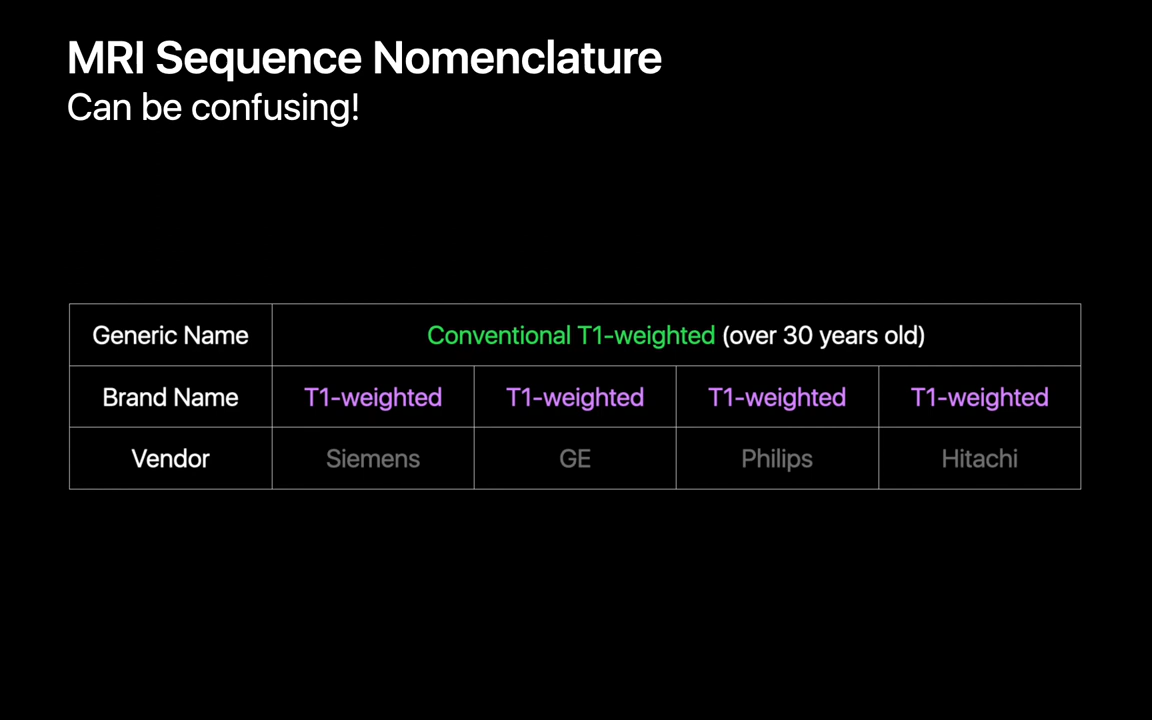 MRI Sequence Nomenclature
Can be confusing!
Generic Name Conventional T1-weighted (over 30 years old)
Brand Name T1-weighted T1-weighted T1-weighted T1-weighted
Vendor Siemens GE Philips Hitachi